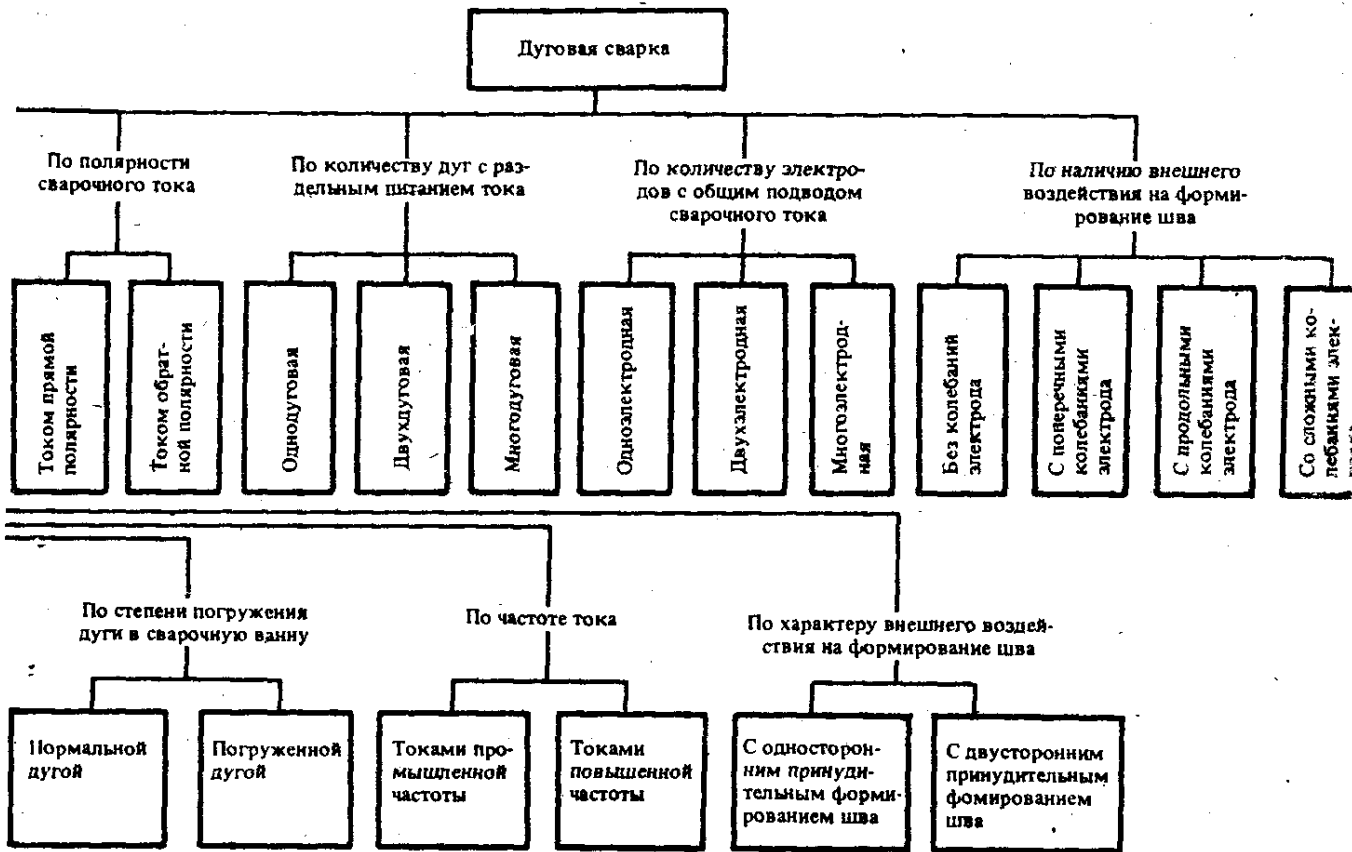 Дуговая сварка
По полярности
сварочного тока
По количеству дуг с раз-
дельным питанием тока
По количеству электро-
дов с общим подводом
сварочного тока
По наличию внешнего
воздействия на форми-
рование шва
Током прямой
полярности
Током обрат-
ной полярности
Однодуговая
Двухдуговая
Многодуговая
Одноэлектродная
Двухэлектродная
Многоэлектрод-
ная
Без колебаний
электрода
С поперечными
колебаниями
электрода
С продольными
колебаниями
электрода
Со сложными ко-
лебаниями элек-
По степени погружения
дуги в сварочную ванну
По частоте тока
По характеру внешнего воздей-
ствия на формирование шва
Нормальной
дугой
Погруженной
дугой
Токами про-
мышленной
частоты
Токами
повышенной
частоты
С односторон-
ним принуди-
тельным форми-
рованием шва
С двусторонним
принудительным
фомированием
шва